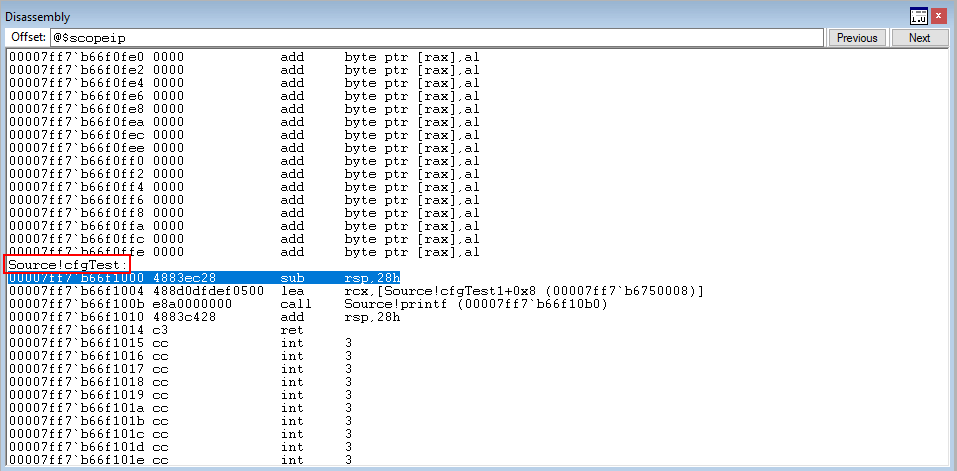 Disassembly
Offset: @$scopeip Previous Next
00007ff7`b66f0fe0 0000 add byte ptr [rax],al
00007ff7`b66f0fe2 0000 add byte ptr [rax],al
00007ff7`b66f0fe4 0000 add byte ptr [rax],al
00007ff7`b66f0fe6 0000 add byte ptr [rax],al
00007ff7`b66f0fe8 0000 add byte ptr [rax],al
00007ff7`b66f0fea 0000 add byte ptr [rax],al
00007ff7`b66f0fec 0000 add byte ptr [rax],al
00007ff7`b66f0fee 0000 add byte ptr [rax],al
00007ff7`b66f0ff0 0000 add byte ptr [rax],al
00007ff7`b66f0ff2 0000 add byte ptr [rax],al
00007ff7`b66f0ff4 0000 add byte ptr [rax],al
00007ff7`b66f0ff6 0000 add byte ptr [rax],al
00007ff7`b66f0ff8 0000 add byte ptr [rax],al
00007ff7`b66f0ffa 0000 add byte ptr [rax],al
00007ff7`b66f0ffc 0000 add byte ptr [rax],al
00007ff7`b66f0ffe 0000 add byte ptr [rax],al
Source!cfgTest:
00007ff7`b66f1000 4883ec28 sub rsp,28h
00007ff7`b66f1004 488d0dfdef0500 lea rcx,[Source!cfgTest1+0x8 (00007ff7`b6750008)]
00007ff7`b66f100b e8a0000000 call Source!printf (00007ff7`b66f10b0)
00007ff7`b66f1010 4883c428 add rsp,28h
00007ff7`b66f1014 c3 ret
00007ff7`b66f1015 cc int 3
00007ff7`b66f1016 cc int 3
00007ff7`b66f1017 cc int 3
00007ff7`b66f1018 cc int 3
00007ff7`b66f1019 cc int 3
00007ff7`b66f101a cc int 3
00007ff7`b66f101b cc int 3
00007ff7`b66f101c cc int 3
00007ff7`b66f101d cc int 3
00007ff7`b66f101e cc int 3